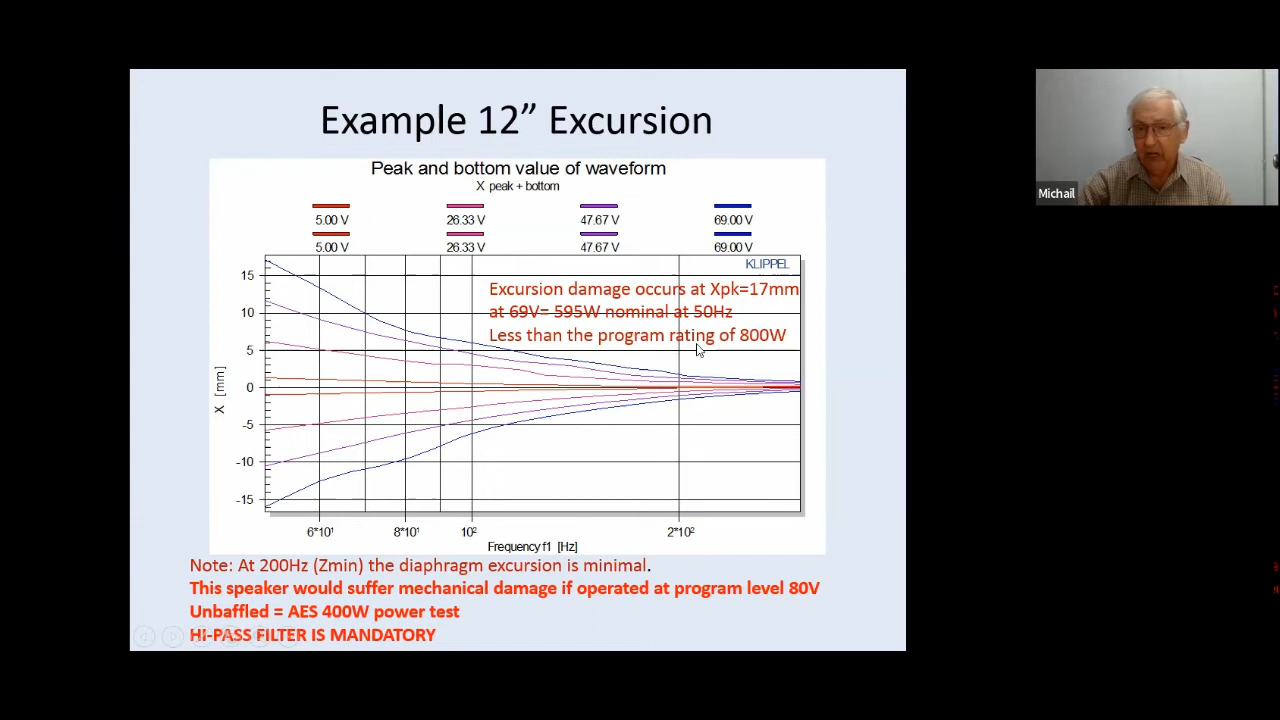 Example 12” Excursion
Peak and bottom value of waveform
X peak + bottom
5.00 V 26.33 V 47.67 V 69.00 V
5.00 V 26.33 V 47.67 V 69.00 V
KLIPPEL
Excursion damage occurs at Xpk=17mm
at 69V= 595W nominal at 50Hz
Less than the program rating of 800W
15
10
5
0
-5
-10
-15
X [mm]
6*10¹ 8*10¹ 10² 2*10²
Frequency f1 [Hz]
Note: At 200Hz (Zmin) the diaphragm excursion is minimal.
This speaker would suffer mechanical damage if operated at program level 80V
Unbaffled = AES 400W power test
HI-PASS FILTER IS MANDATORY
Michail